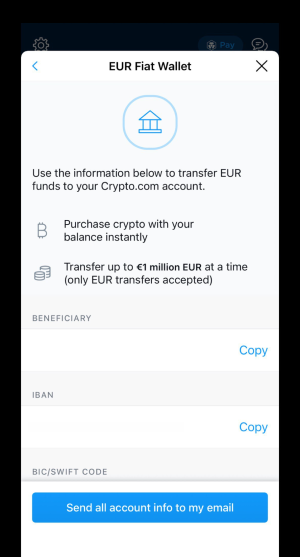 Pay
EUR Fiat Wallet
Use the information below to transfer EUR
funds to your Crypto.com account.
Purchase crypto with your
balance instantly
Transfer up to €1 million EUR at a time
(only EUR transfers accepted)
BENEFICIARY
Copy
IBAN
Copy
BIC/SWIFT CODE
Send all account info to my email